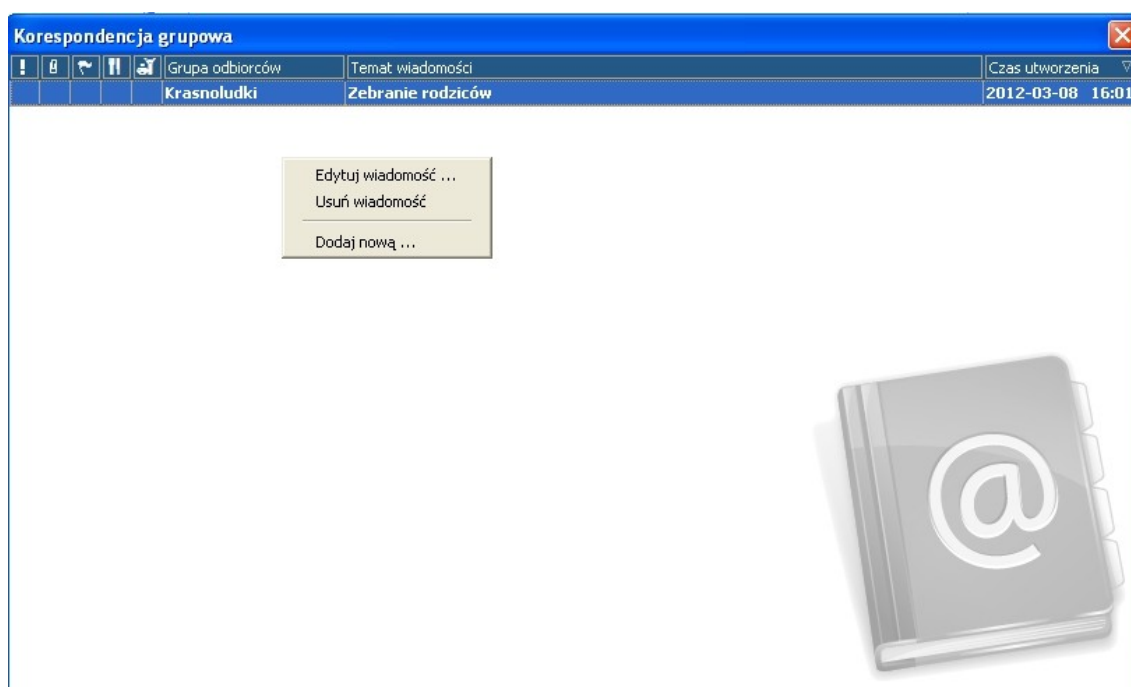 Korespondencja grupowa
! Grupa odbiorców Temat wiadomości Czas utworzenia
Krasnoludki Zebranie rodziców 2012-03-08 16:01
Edytuj wiadomość ...
Usuń wiadomość
Dodaj nową ...
@